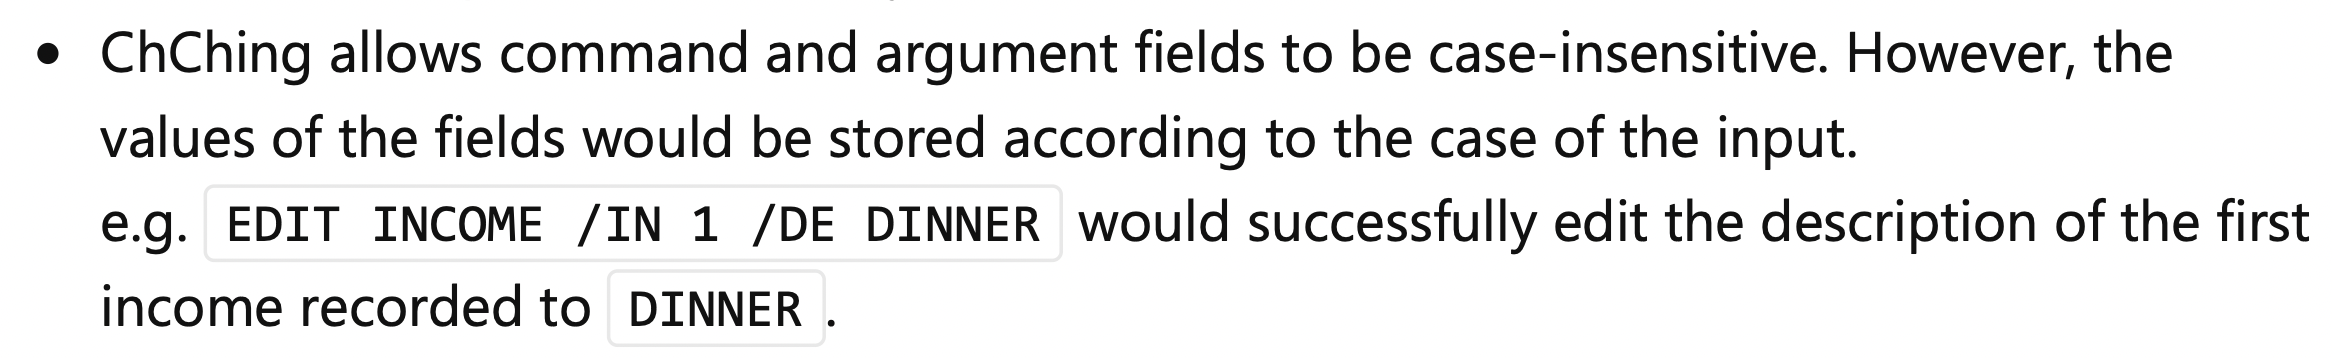 • ChChing allows command and argument fields to be case-insensitive. However, the
values of the fields would be stored according to the case of the input.
e.g. EDIT INCOME /IN 1 /DE DINNER would successfully edit the description of the first
income recorded to DINNER.